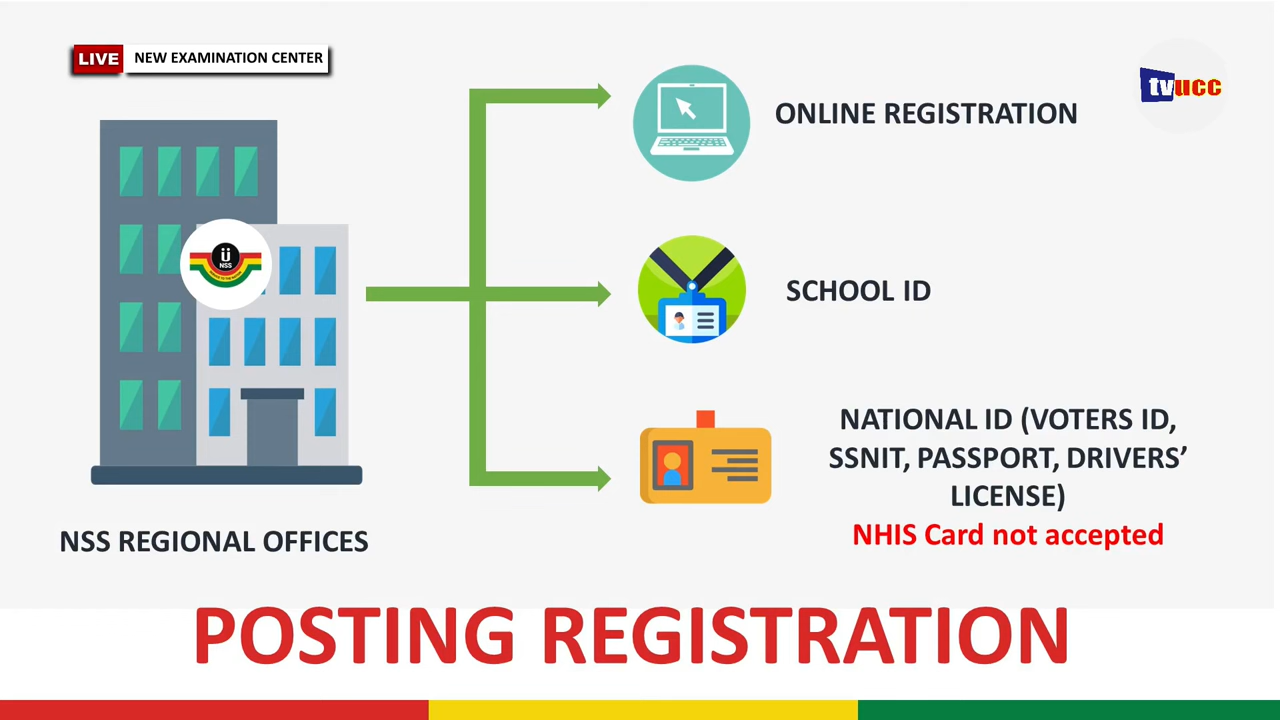 LIVE NEW EXAMINATION CENTER
tvucc
ONLINE REGISTRATION
Ü
NSS
SCHOOL ID
NATIONAL ID (VOTERS ID,
SSNIT, PASSPORT, DRIVERS’
LICENSE)
NHIS Card not accepted
NSS REGIONAL OFFICES
POSTING REGISTRATION